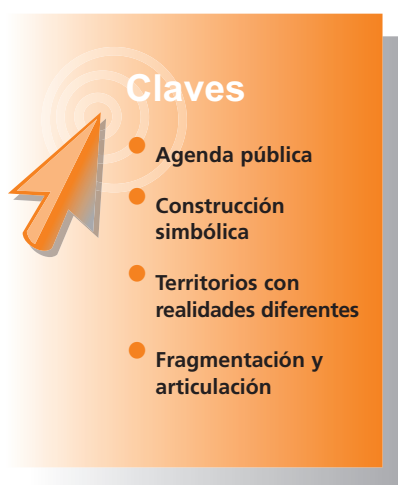 Claves
Agenda pública
Construcción
simbólica
Territorios con
realidades diferentes
Fragmentación y
articulación